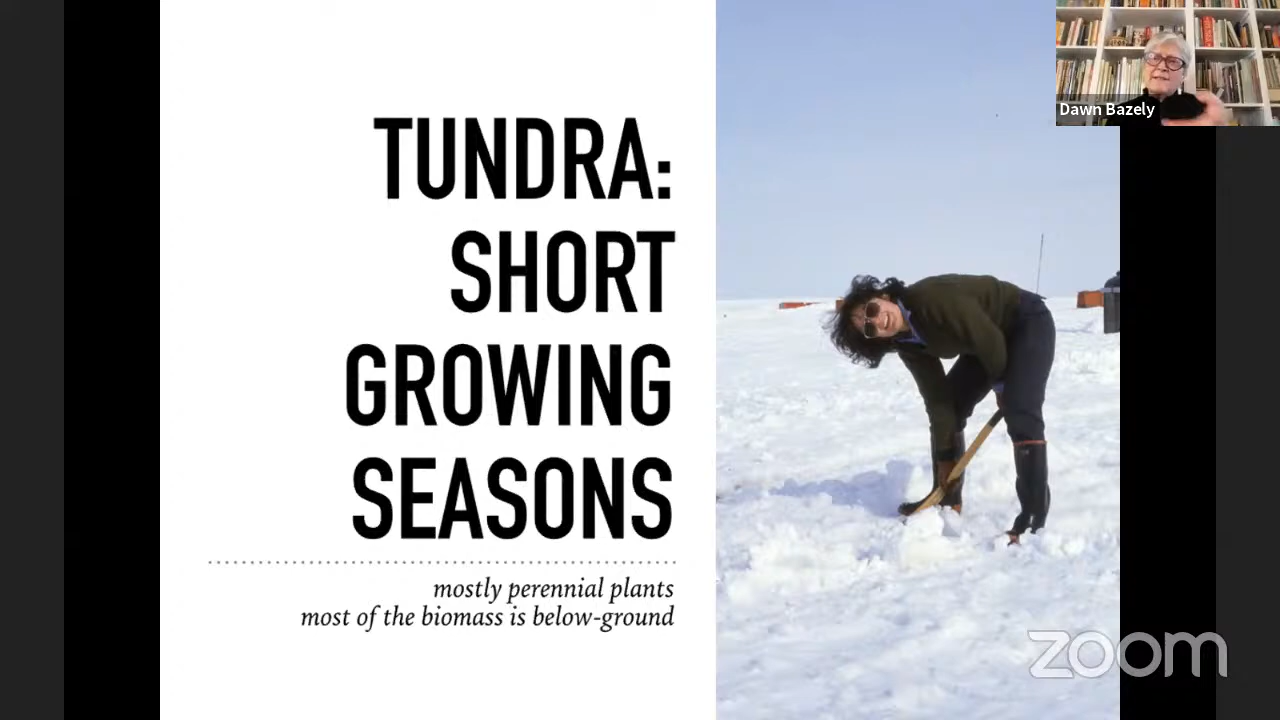 TUNDRA:
SHORT
GROWING
SEASONS
mostly perennial plants
most of the biomass is below-ground
Dawn Bazely
zoom